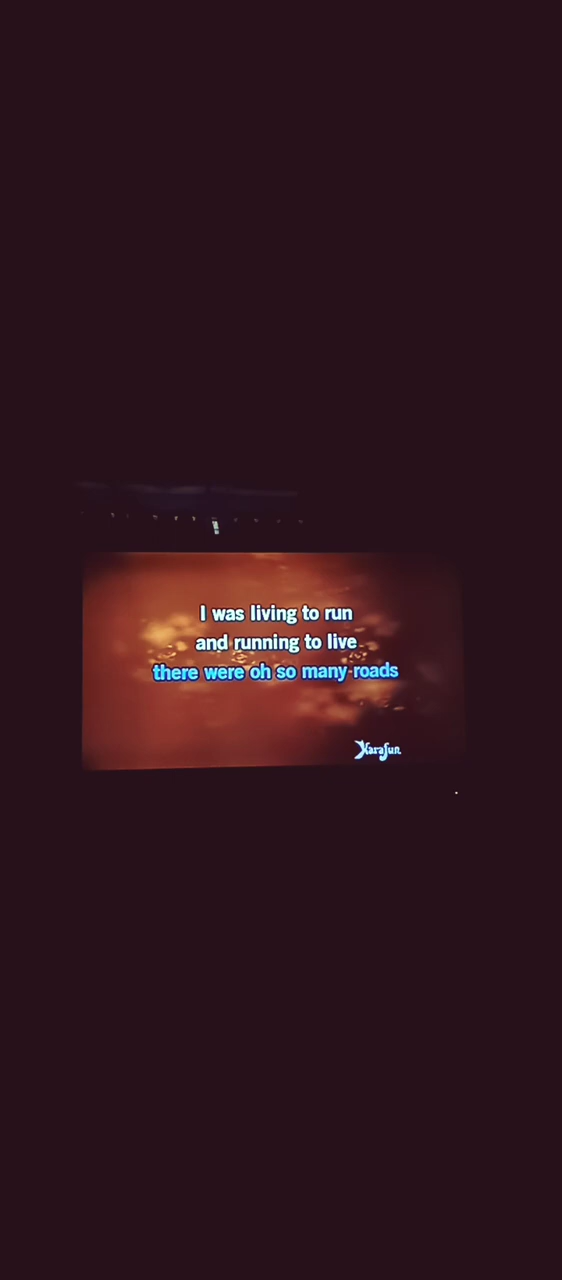 I was living to run
and running to live
there were oh so many roads
Karafun